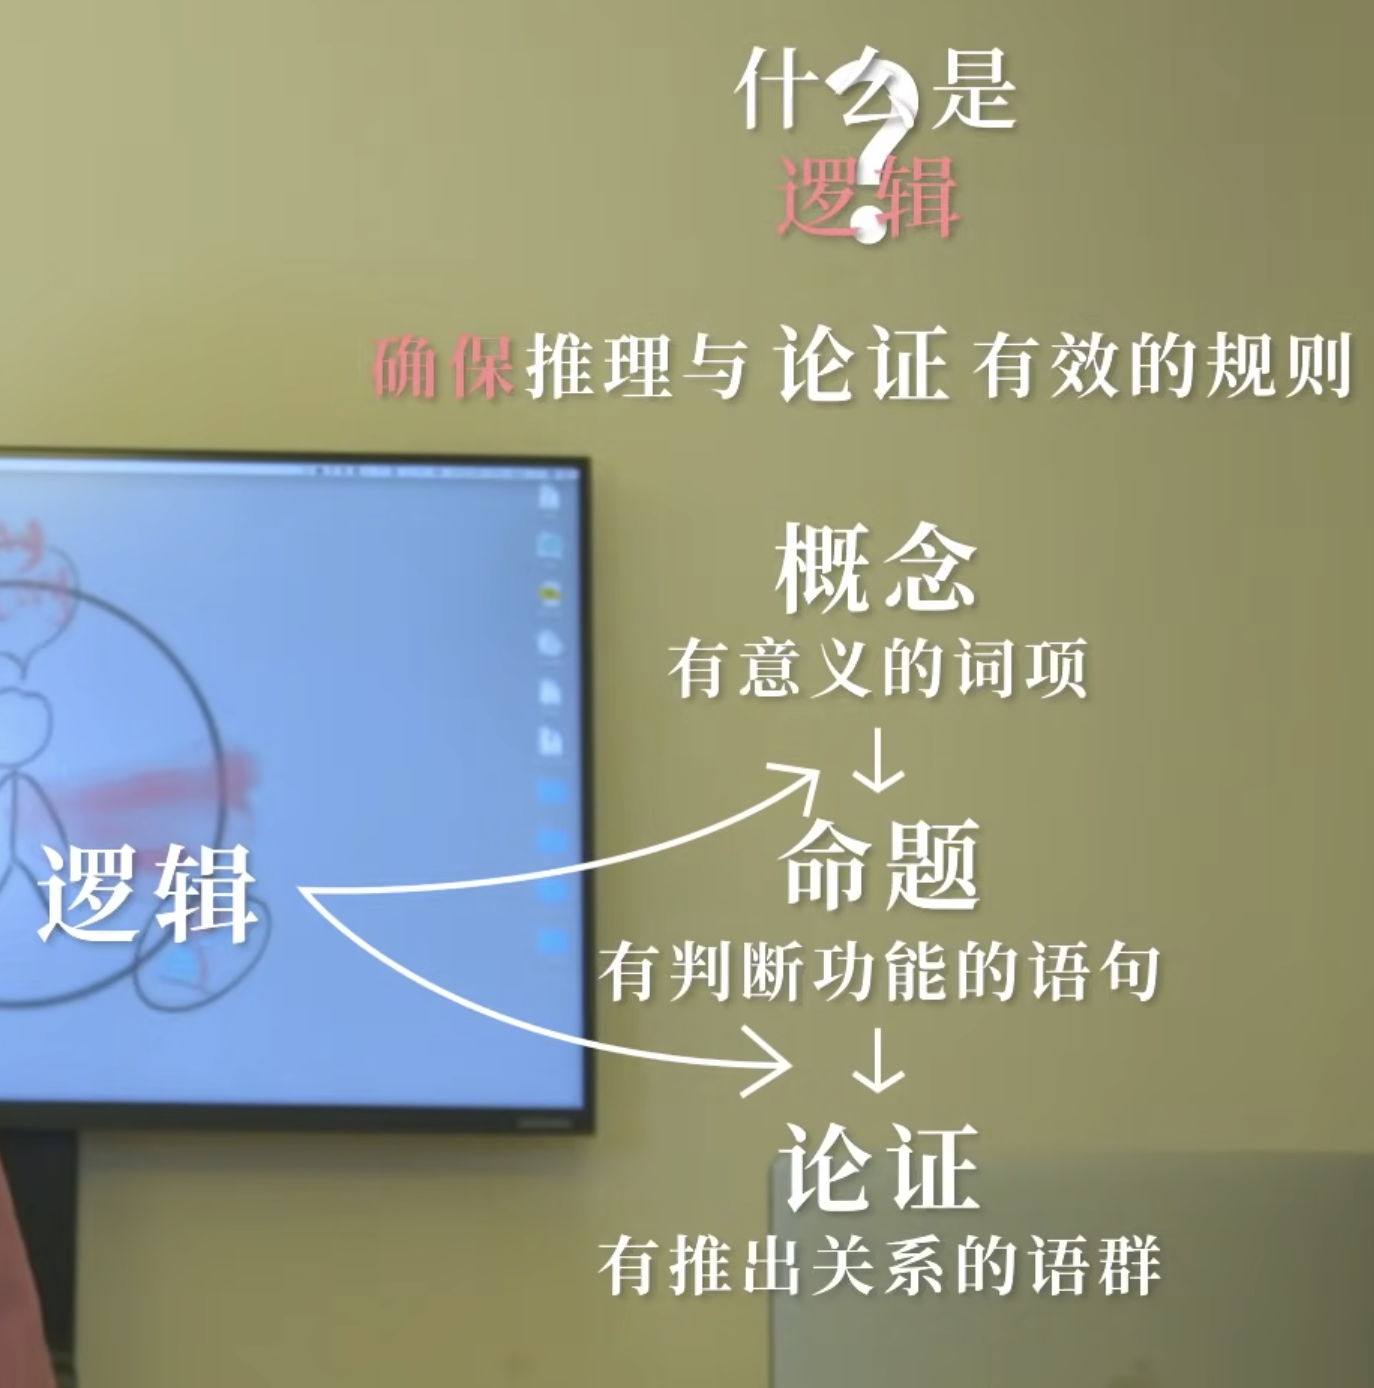 什么是
?
逻辑
确保推理与论证有效的规则
概念
有意义的词项
命题
逻辑
有判断功能的语句
论证
有推出关系的语群